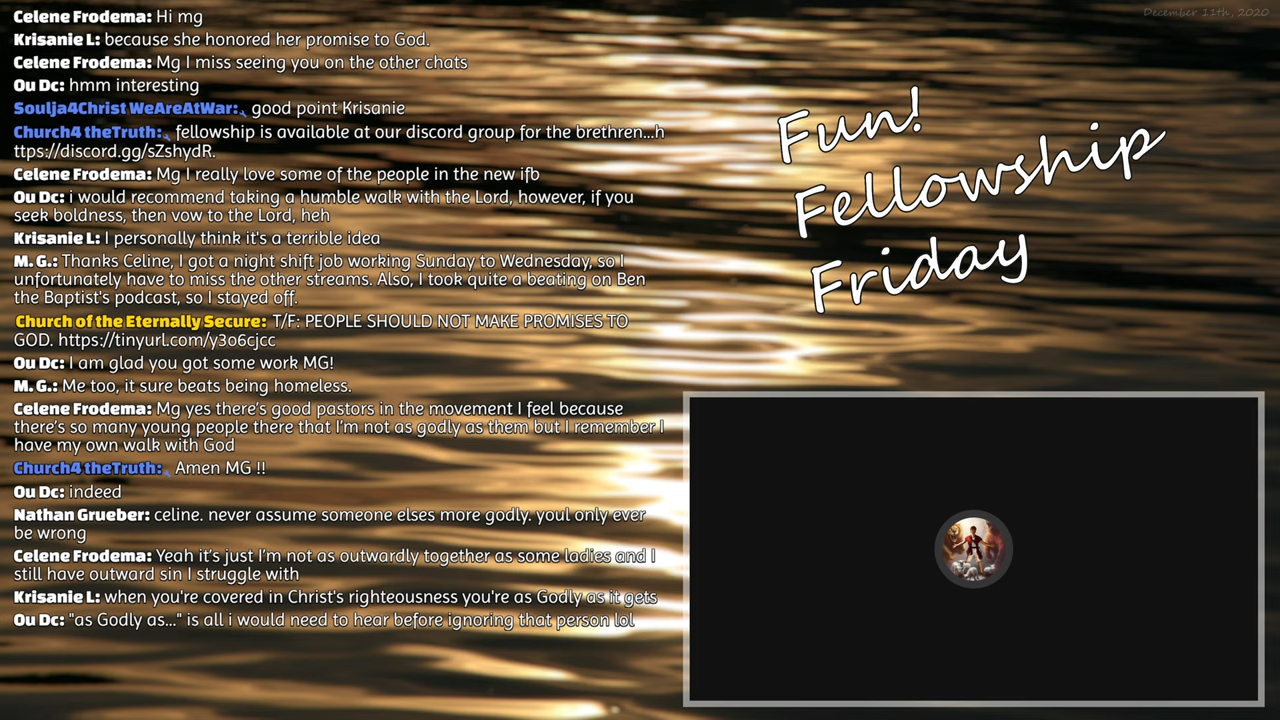 Celene Frodema: Hi mg
Krisanie L: because she honored her promise to God.
Celene Frodema: Mg I miss seeing you on the other chats
Ou Dc: hmm interesting
Soulja4Christ WeAreAtWar: good point Krisanie
Church4 theTruth: fellowship is available at our discord group for the brethren...h
ttps://discord.gg/sZshydR.
Celene Frodema: Mg I really love some of the people in the new ifb
Ou Dc: i would recommend taking a humble walk with the Lord, however, if you
seek boldness, then vow to the Lord, heh
Krisanie L: I personally think it's a terrible idea
M. G.: Thanks Celine, I got a night shift job working Sunday to Wednesday, so I
unfortunately have to miss the other streams. Also, I took quite a beating on Ben
the Baptist's podcast, so I stayed off.
Church of the Eternally Secure: T/F: PEOPLE SHOULD NOT MAKE PROMISES TO
GOD. https://tinyurl.com/y3o6cjcc
Ou Dc: I am glad you got some work MG!
M. G.: Me too, it sure beats being homeless.
Celene Frodema: Mg yes there's good pastors in the movement I feel because
there's so many young people there that I'm not as godly as them but I remember I
have my own walk with God
Church4 theTruth: Amen MG !!
Ou Dc: indeed
Nathan Grueber: celine. never assume someone elses more godly. youl only ever
be wrong
Celene Frodema: Yeah it's just I'm not as outwardly together as some ladies and I
still have outward sin I struggle with
Krisanie L: when you're covered in Christ's righteousness you're as Godly as it gets
Ou Dc: "as Godly as..." is all i would need to hear before ignoring that person lol
December 11th, 2020
Fun!
Fellowship
Friday